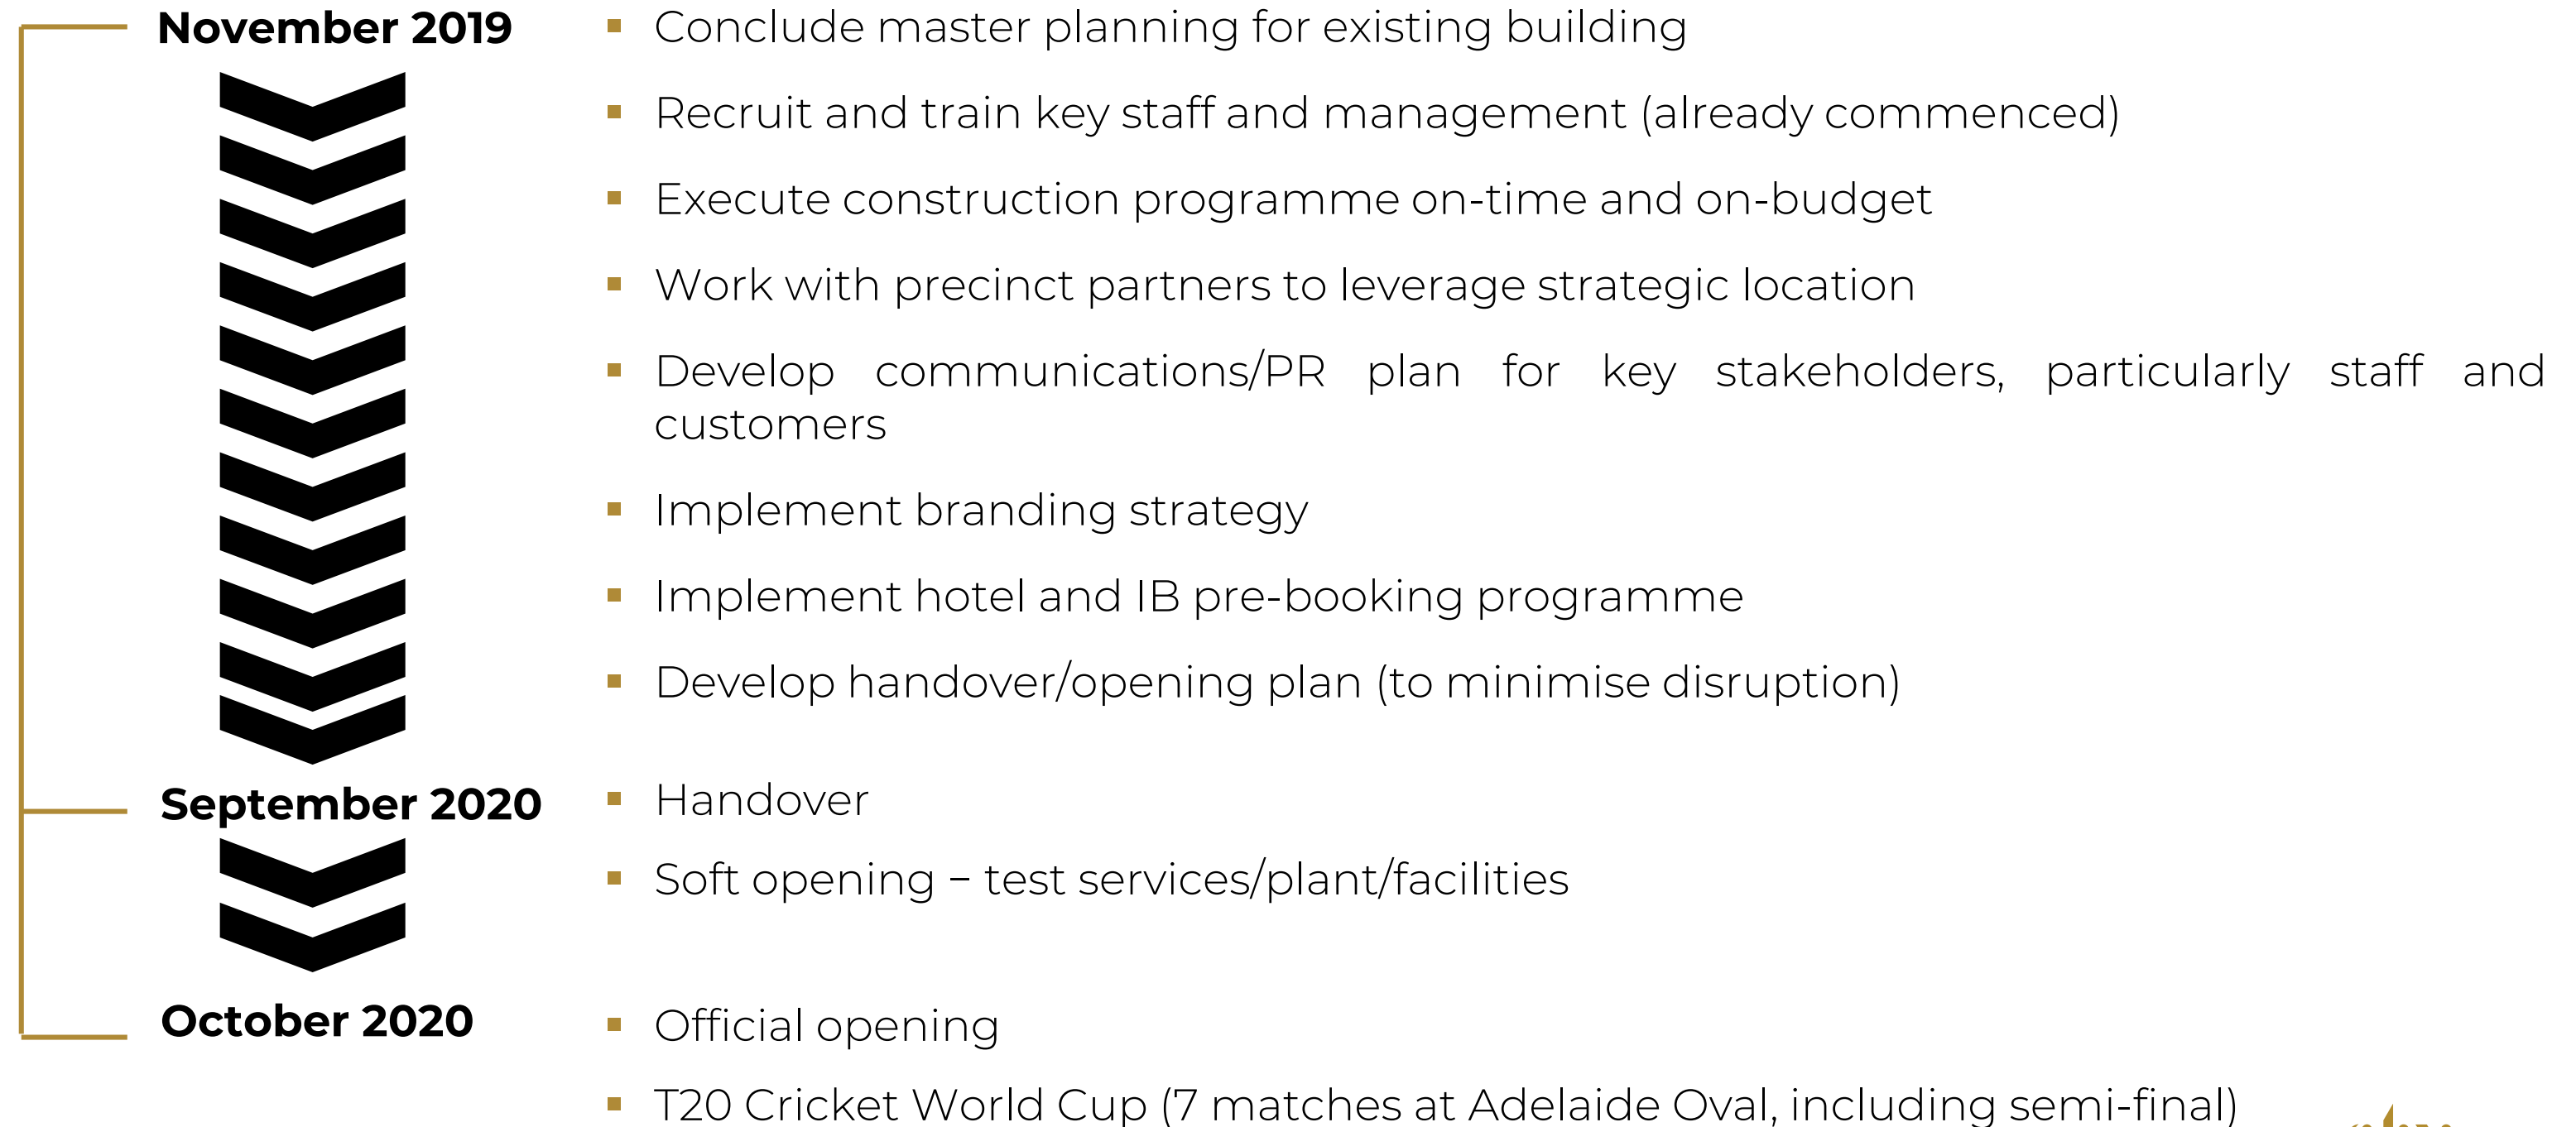 November 2019
▪ Conclude master planning for existing building
▪ Recruit and train key staff and management (already commenced)
▪ Execute construction programme on-time and on-budget
▪ Work with precinct partners to leverage strategic location
▪ Develop communications/PR plan for key stakeholders, particularly staff and
customers
▪ Implement branding strategy
▪ Implement hotel and IB pre-booking programme
▪ Develop handover/opening plan (to minimise disruption)
September 2020
▪ Handover
▪ Soft opening – test services/plant/facilities
October 2020
▪ Official opening
▪ T20 Cricket World Cup (7 matches at Adelaide Oval, including semi-final)